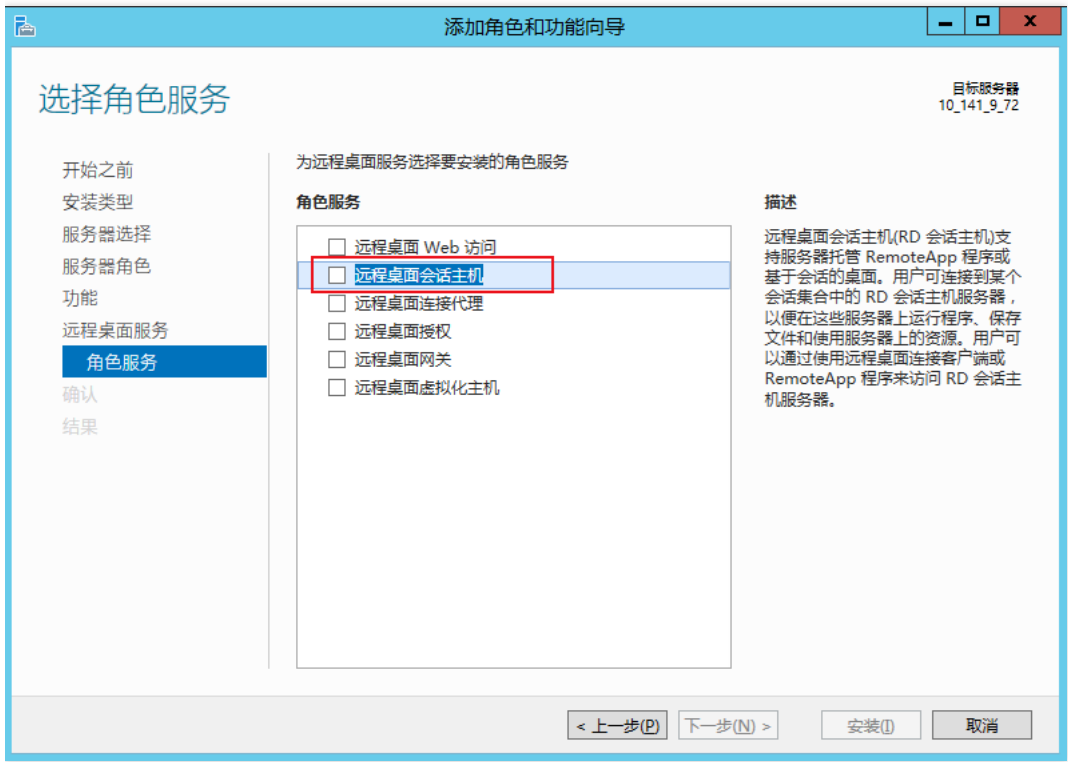 添加角色和功能向导
选择角色服务
目标服务器
10_141_9_72
开始之前
安装类型
服务器选择
服务器角色
功能
远程桌面服务
角色服务
确认
结果
为远程桌面服务选择要安装的角色服务
角色服务
远程桌面 Web 访问
远程桌面会话主机
远程桌面连接代理
远程桌面授权
远程桌面网关
远程桌面虚拟化主机
描述
远程桌面会话主机(RD 会话主机)支
持服务器托管 RemoteApp 程序或
基于会话的桌面。用户可连接到某个
会话集合中的 RD 会话主机服务器，
以便在这些服务器上运行程序、保存
文件和使用服务器上的资源。用户可
以通过使用远程桌面连接客户端或
RemoteApp 程序来访问 RD 会话主
机服务器。
< 上一步(P)
下一步(N) >
安装(I)
取消